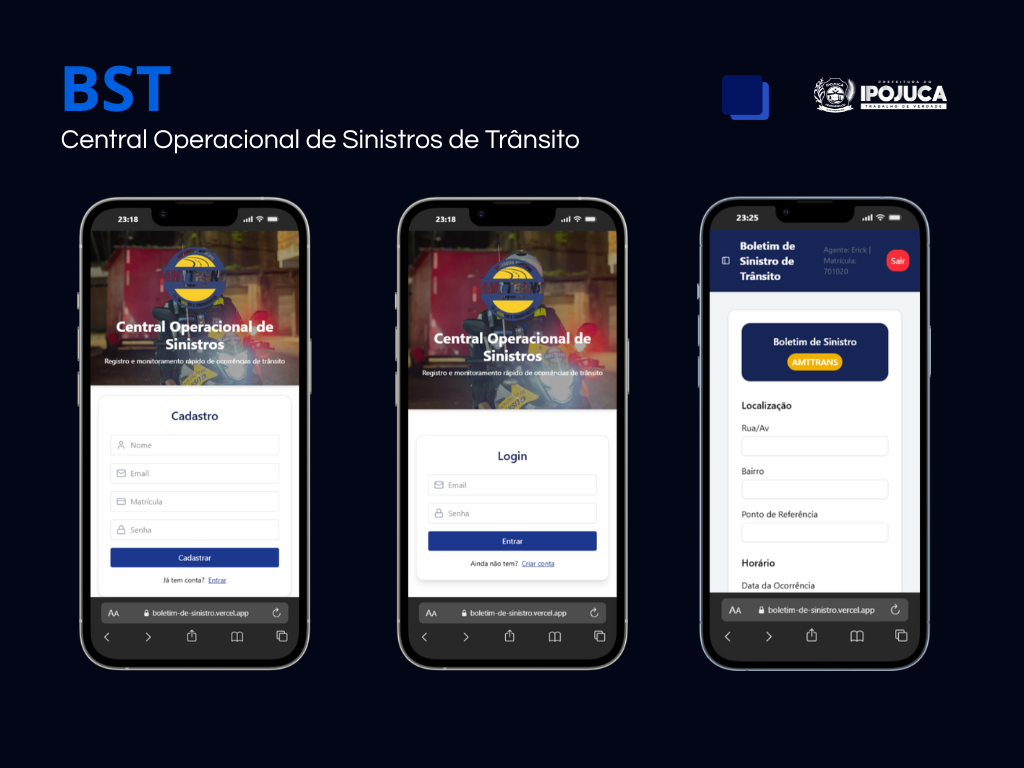 BST
Central Operacional de Sinistros de Trânsito
PREFEITURA DO
IPOJUCA
TRABALHO DE VERDADE
23:18
AMTTRANS
Central Operacional de
Sinistros
Registro e monitoramento rápido de ocorrências de trânsito
Cadastro
Nome
Email
Matrícula
Senha
Cadastrar
Já tem conta? Entrar
AA boletim-de-sinistro.vercel.app
23:18
AMTTRANS
Central Operacional de
Sinistros
Registro e monitoramento rápido de ocorrências de trânsito
Login
Email
Senha
Entrar
Ainda não tem? Criar conta
AA boletim-de-sinistro.vercel.app
23:25
Boletim de
Sinistro de
Trânsito
Agente: Erick |
Matrícula:
701020
Sair
Boletim de Sinistro
AMTTRANS
Localização
Rua/Av
Bairro
Ponto de Referência
Horário
Data da Ocorrência
AA boletim-de-sinistro.vercel.app